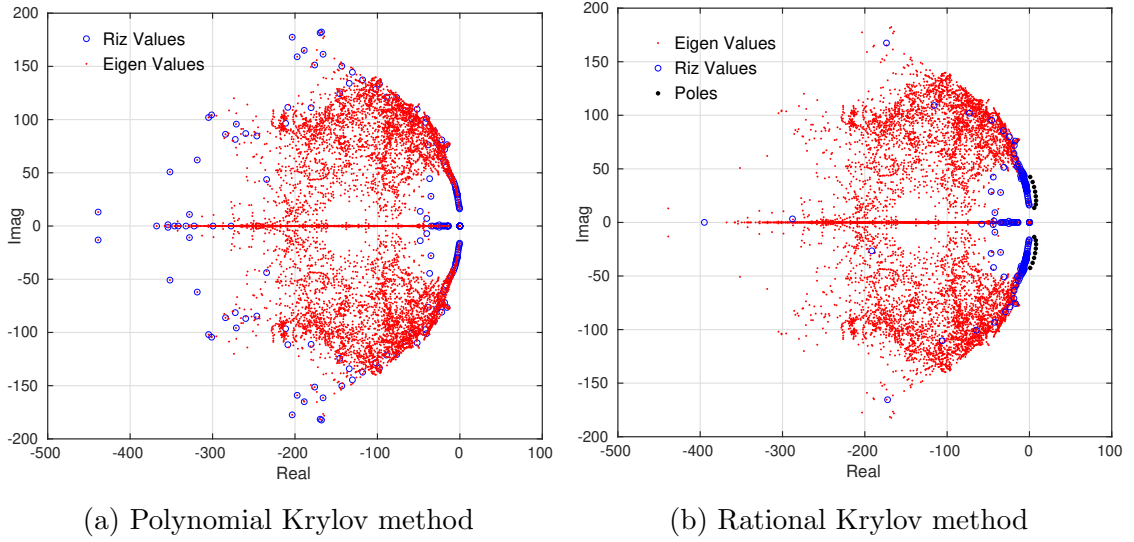 200
150
100
50
0
-50
-100
-150
-200
Imag
-500
-400
-300
-200
-100
0
100
Real
Riz Values
Eigen Values
(a) Polynomial Krylov method
200
150
100
50
0
-50
-100
-150
-200
Imag
-500
-400
-300
-200
-100
0
100
Real
Eigen Values
Riz Values
Poles
(b) Rational Krylov method